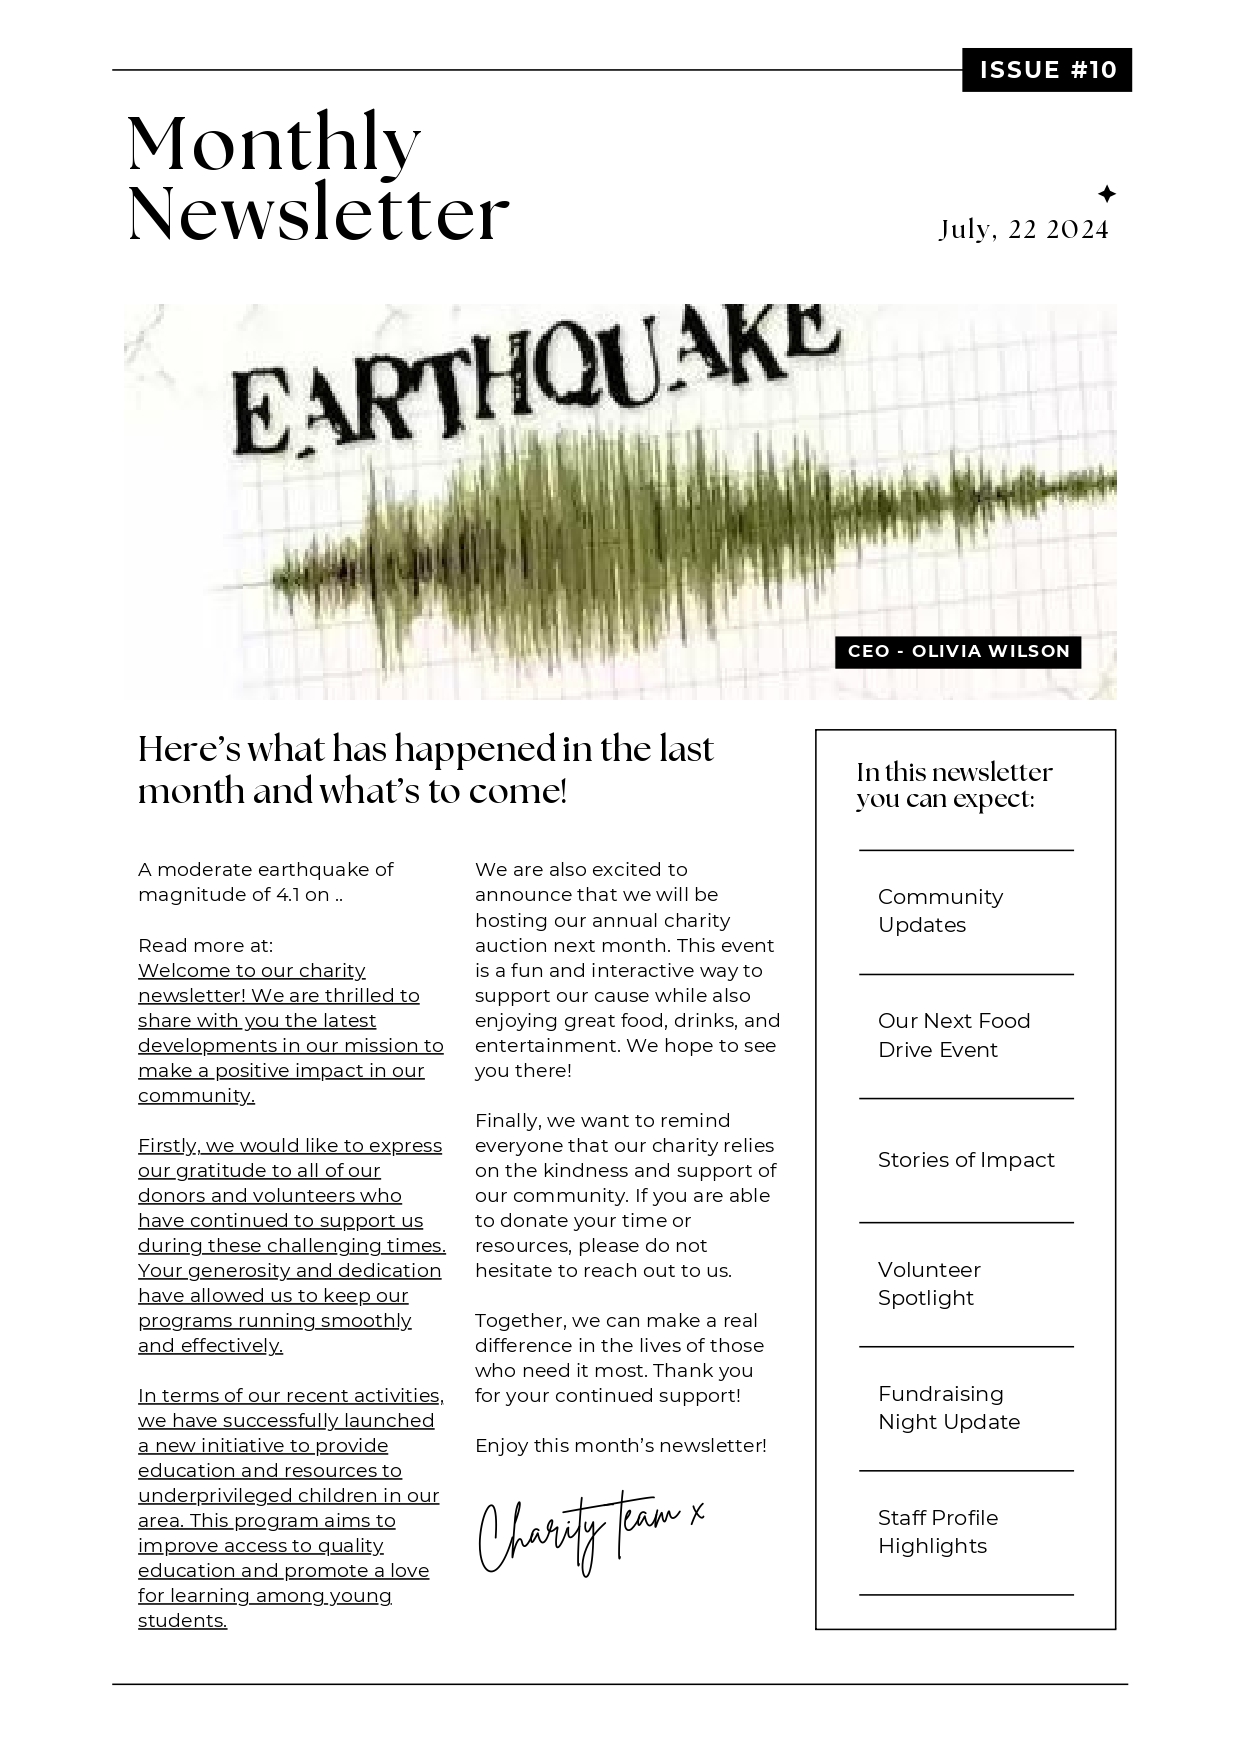 ISSUE #10
Monthly
Newsletter
July, 22 2024
EARTHQUAKE
CEO - OLIVIA WILSON
Here’s what has happened in the last
month and what’s to come!
A moderate earthquake of
magnitude of 4.1 on ..
Read more at:
Welcome to our charity
newsletter! We are thrilled to
share with you the latest
developments in our mission to
make a positive impact in our
community.
Firstly, we would like to express
our gratitude to all of our
donors and volunteers who
have continued to support us
during these challenging times.
Your generosity and dedication
have allowed us to keep our
programs running smoothly
and effectively.
In terms of our recent activities,
we have successfully launched
a new initiative to provide
education and resources to
underprivileged children in our
area. This program aims to
improve access to quality
education and promote a love
for learning among young
students.
We are also excited to
announce that we will be
hosting our annual charity
auction next month. This event
is a fun and interactive way to
support our cause while also
enjoying great food, drinks, and
entertainment. We hope to see
you there!
Finally, we want to remind
everyone that our charity relies
on the kindness and support of
our community. If you are able
to donate your time or
resources, please do not
hesitate to reach out to us.
Together, we can make a real
difference in the lives of those
who need it most. Thank you
for your continued support!
Enjoy this month’s newsletter!
Charity Team x
In this newsletter
you can expect:
Community
Updates
Our Next Food
Drive Event
Stories of Impact
Volunteer
Spotlight
Fundraising
Night Update
Staff Profile
Highlights